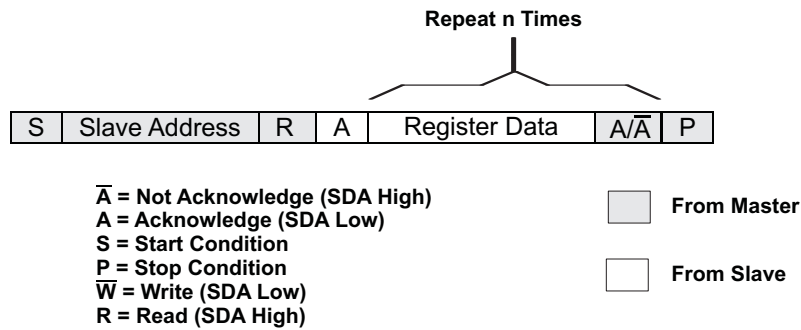 Repeat n Times
S Slave Address R A Register Data A/A̅ P
A̅ = Not Acknowledge (SDA High)
A = Acknowledge (SDA Low)
S = Start Condition
P = Stop Condition
W̅ = Write (SDA Low)
R = Read (SDA High)
From Master
From Slave